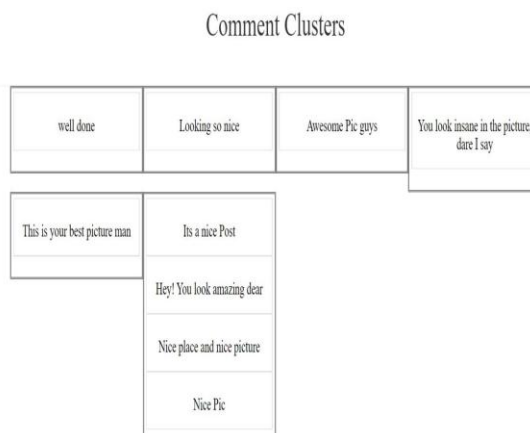 Comment Clusters
well done
Looking so nice
Awesome Pic guys
You look insane in the picture
dare I say
This is your best picture man
Its a nice Post
Hey! You look amazing dear
Nice place and nice picture
Nice Pic